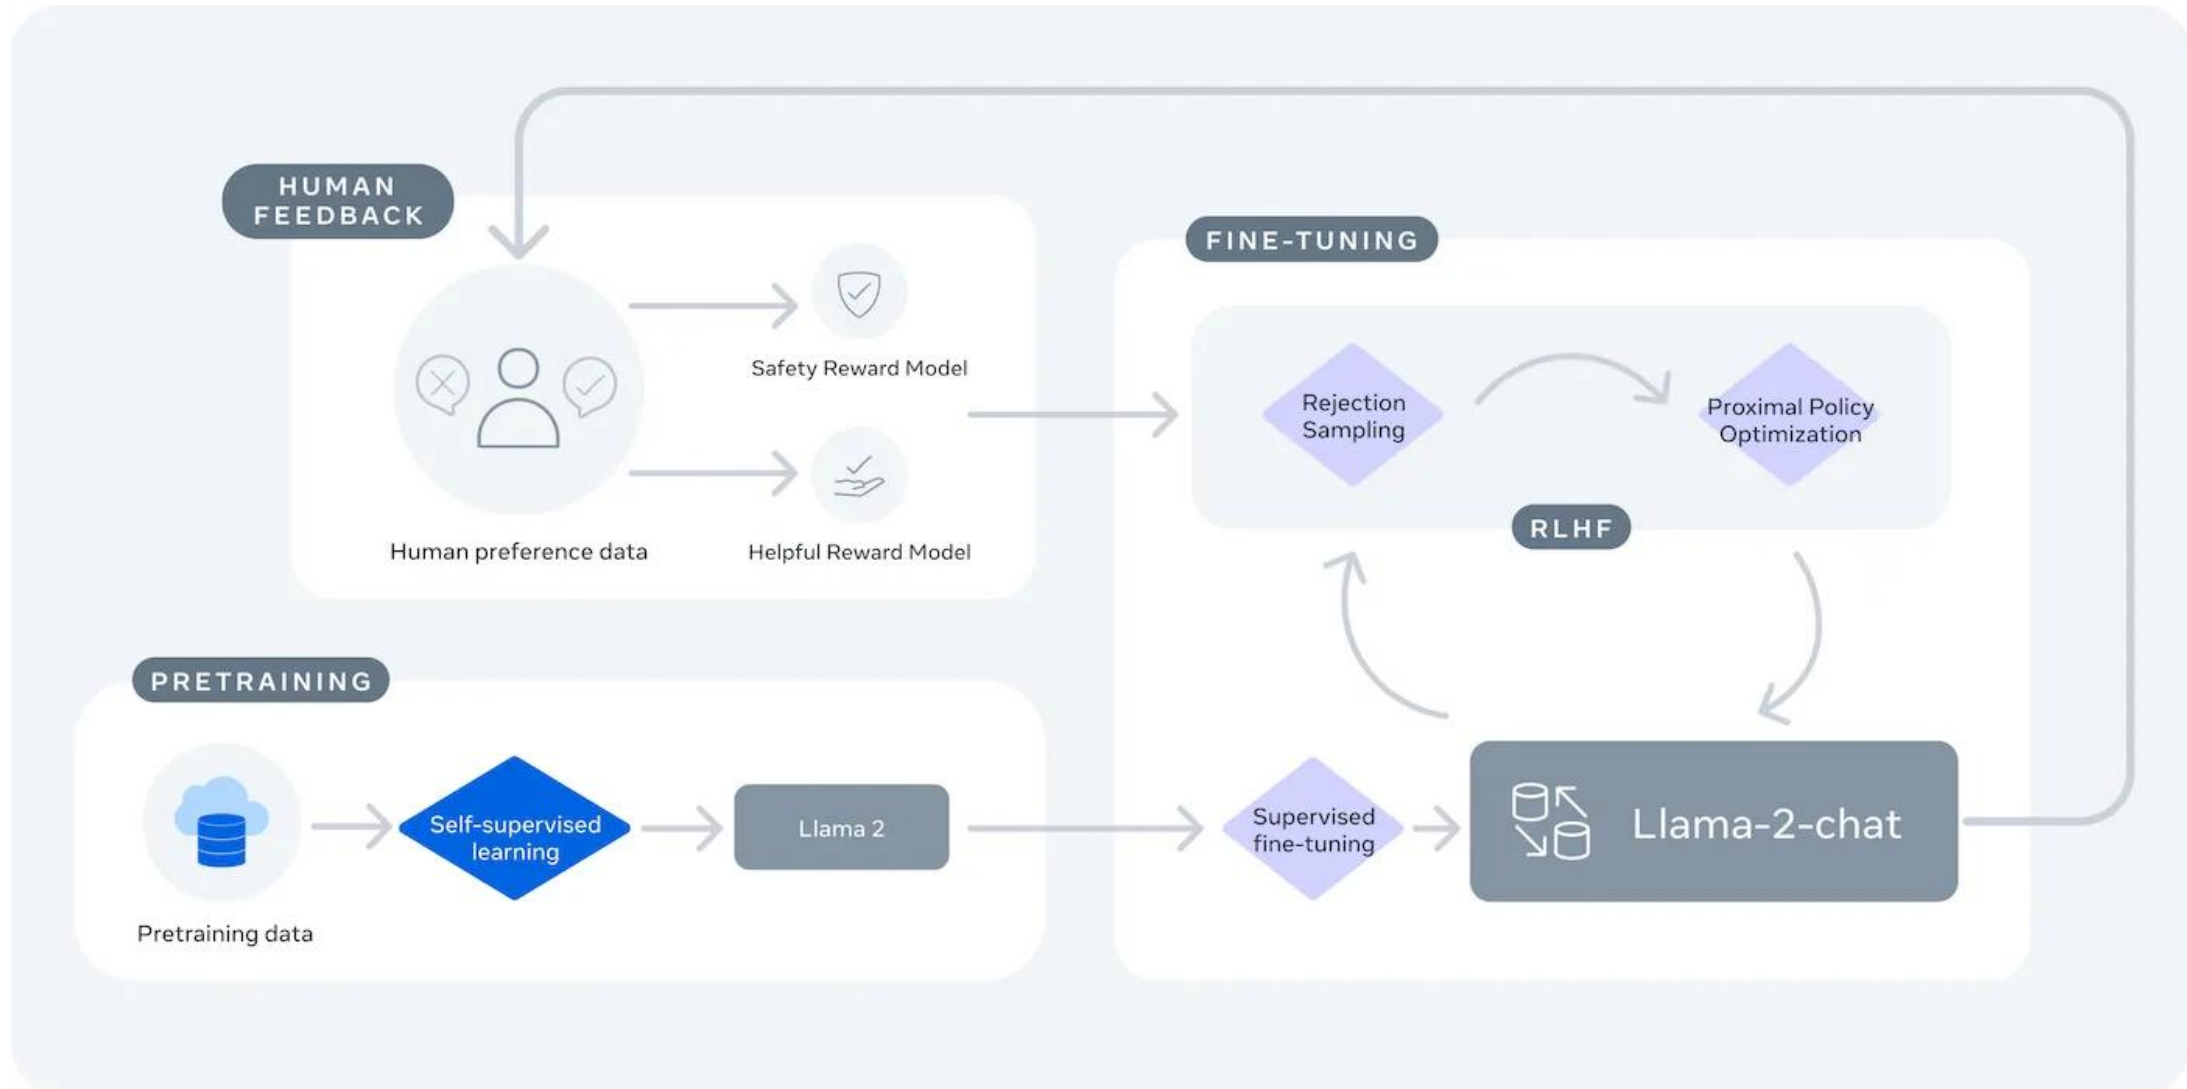 HUMAN
FEEDBACK
Safety Reward Model
Human preference data
Helpful Reward Model
FINE-TUNING
Rejection
Sampling
Proximal Policy
Optimization
RLHF
PRETRAINING
Pretraining data
Self-supervised
learning
Llama 2
Supervised
fine-tuning
Llama-2-chat